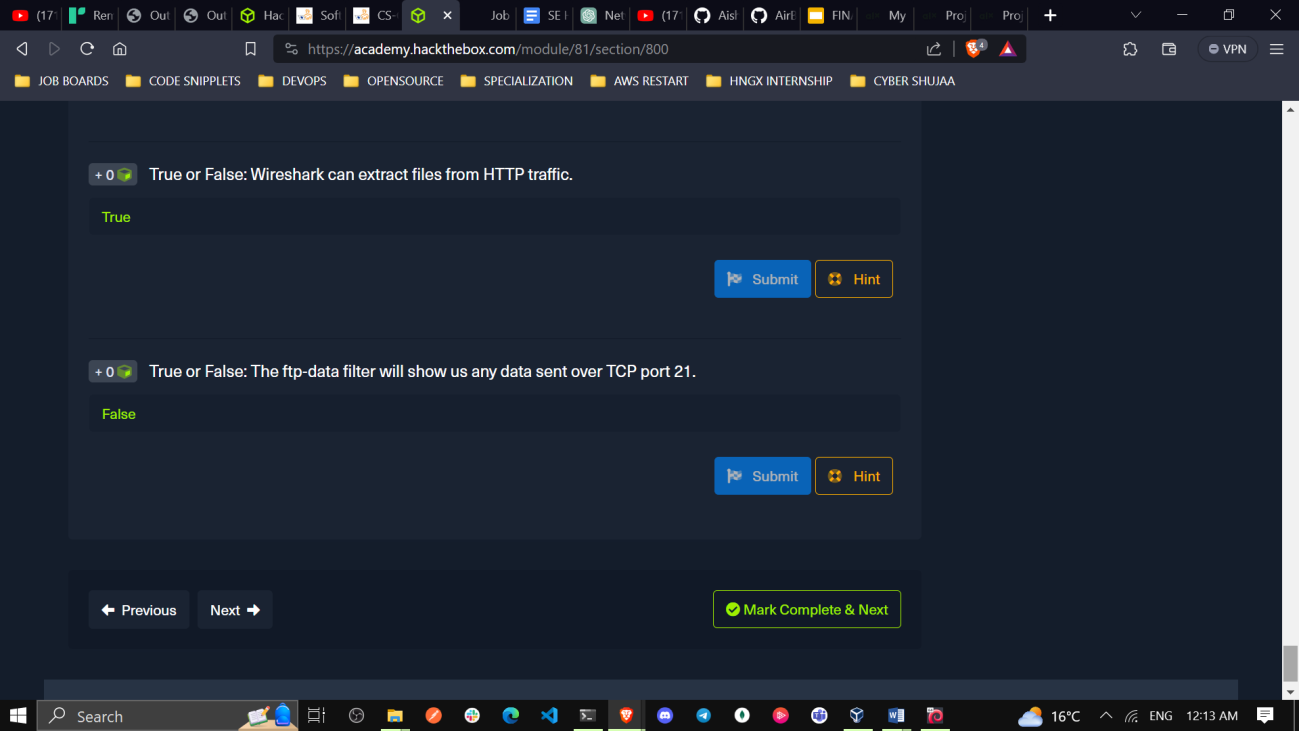 (171
Ren
Out
Out
Hac
Soft
CS-
Job
SE H
Net
(171
Aish
AirB
FIN
My
Proj
Proj
https://academy.hackthebox.com/module/81/section/800
4
VPN
JOB BOARDS
CODE SNIPPLETS
DEVOPS
OPENSOURCE
SPECIALIZATION
AWS RESTART
HNGX INTERNSHIP
CYBER SHUJAA
+ 0 True or False: Wireshark can extract files from HTTP traffic.
True
Submit
Hint
+ 0 True or False: The ftp-data filter will show us any data sent over TCP port 21.
False
Submit
Hint
Previous
Next
Mark Complete & Next
Search
16°C
ENG
12:13 AM